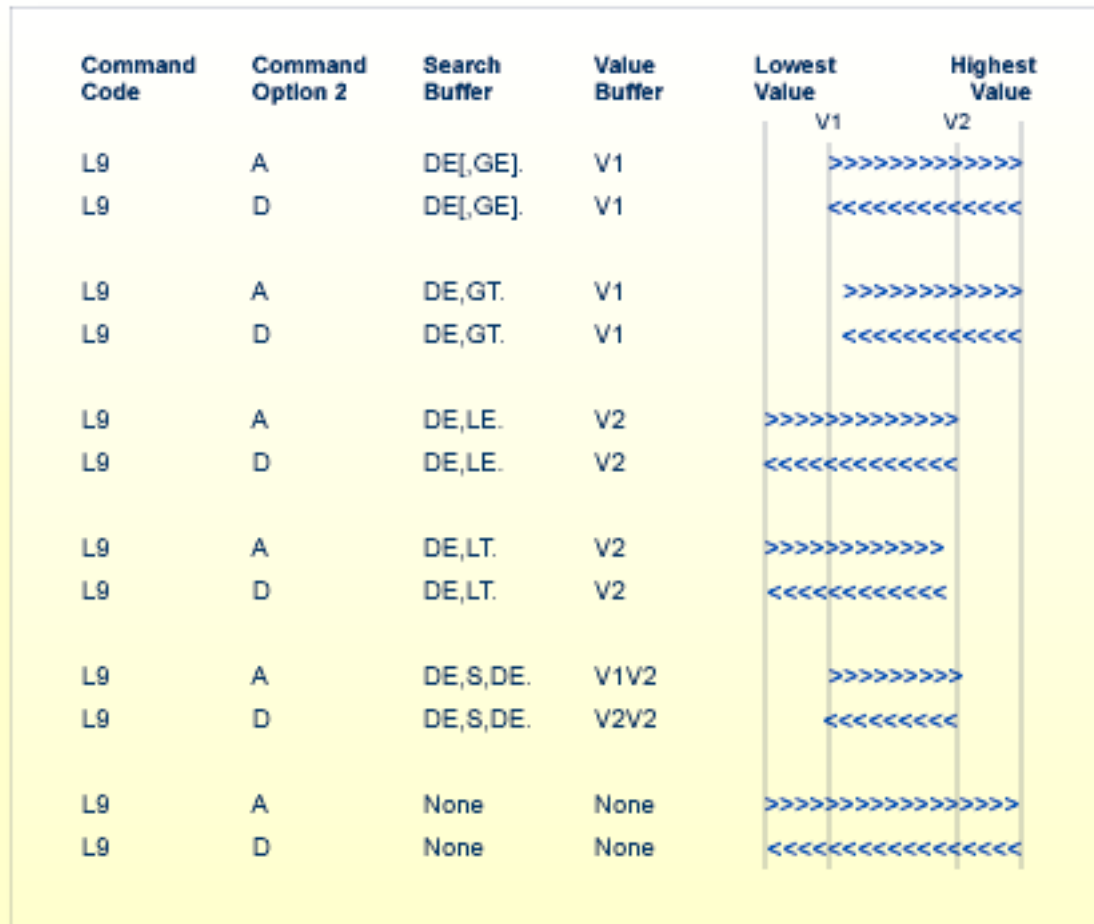 Command Code Command Option 2 Search Buffer Value Buffer Lowest Value Highest Value
V1 V2
L9 A DE[,GE]. V1 >>>>>>>>>>>>>
L9 D DE[,GE]. V1 <<<<<<<<<<<<<
L9 A DE,GT. V1 >>>>>>>>>>>>
L9 D DE,GT. V1 <<<<<<<<<<<<
L9 A DE,LE. V2 >>>>>>>>>>>>>
L9 D DE,LE. V2 <<<<<<<<<<<<<
L9 A DE,LT. V2 >>>>>>>>>>>>
L9 D DE,LT. V2 <<<<<<<<<<<<
L9 A DE,S,DE. V1V2 >>>>>>>>>
L9 D DE,S,DE. V2V2 <<<<<<<<<
L9 A None None >>>>>>>>>>>>>>>>>
L9 D None None <<<<<<<<<<<<<<<<<